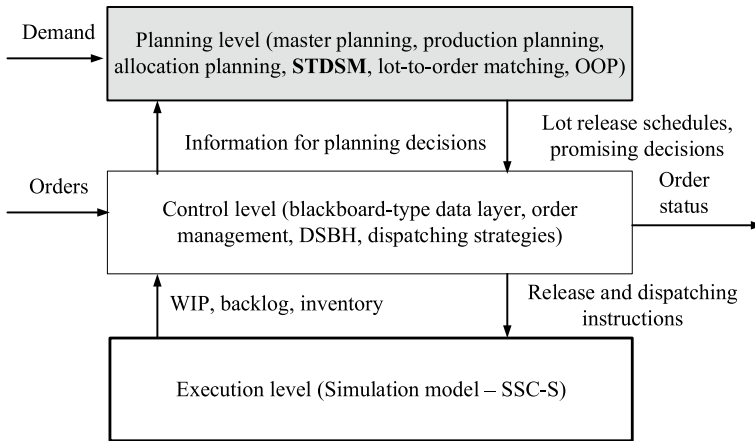 Demand
Planning level (master planning, production planning,
allocation planning, STDSM, lot-to-order matching, OOP)
Information for planning decisions
Lot release schedules,
promising decisions
Orders
Control level (blackboard-type data layer, order
management, DSBH, dispatching strategies)
Order
status
WIP, backlog, inventory
Release and dispatching
instructions
Execution level (Simulation model – SSC-S)